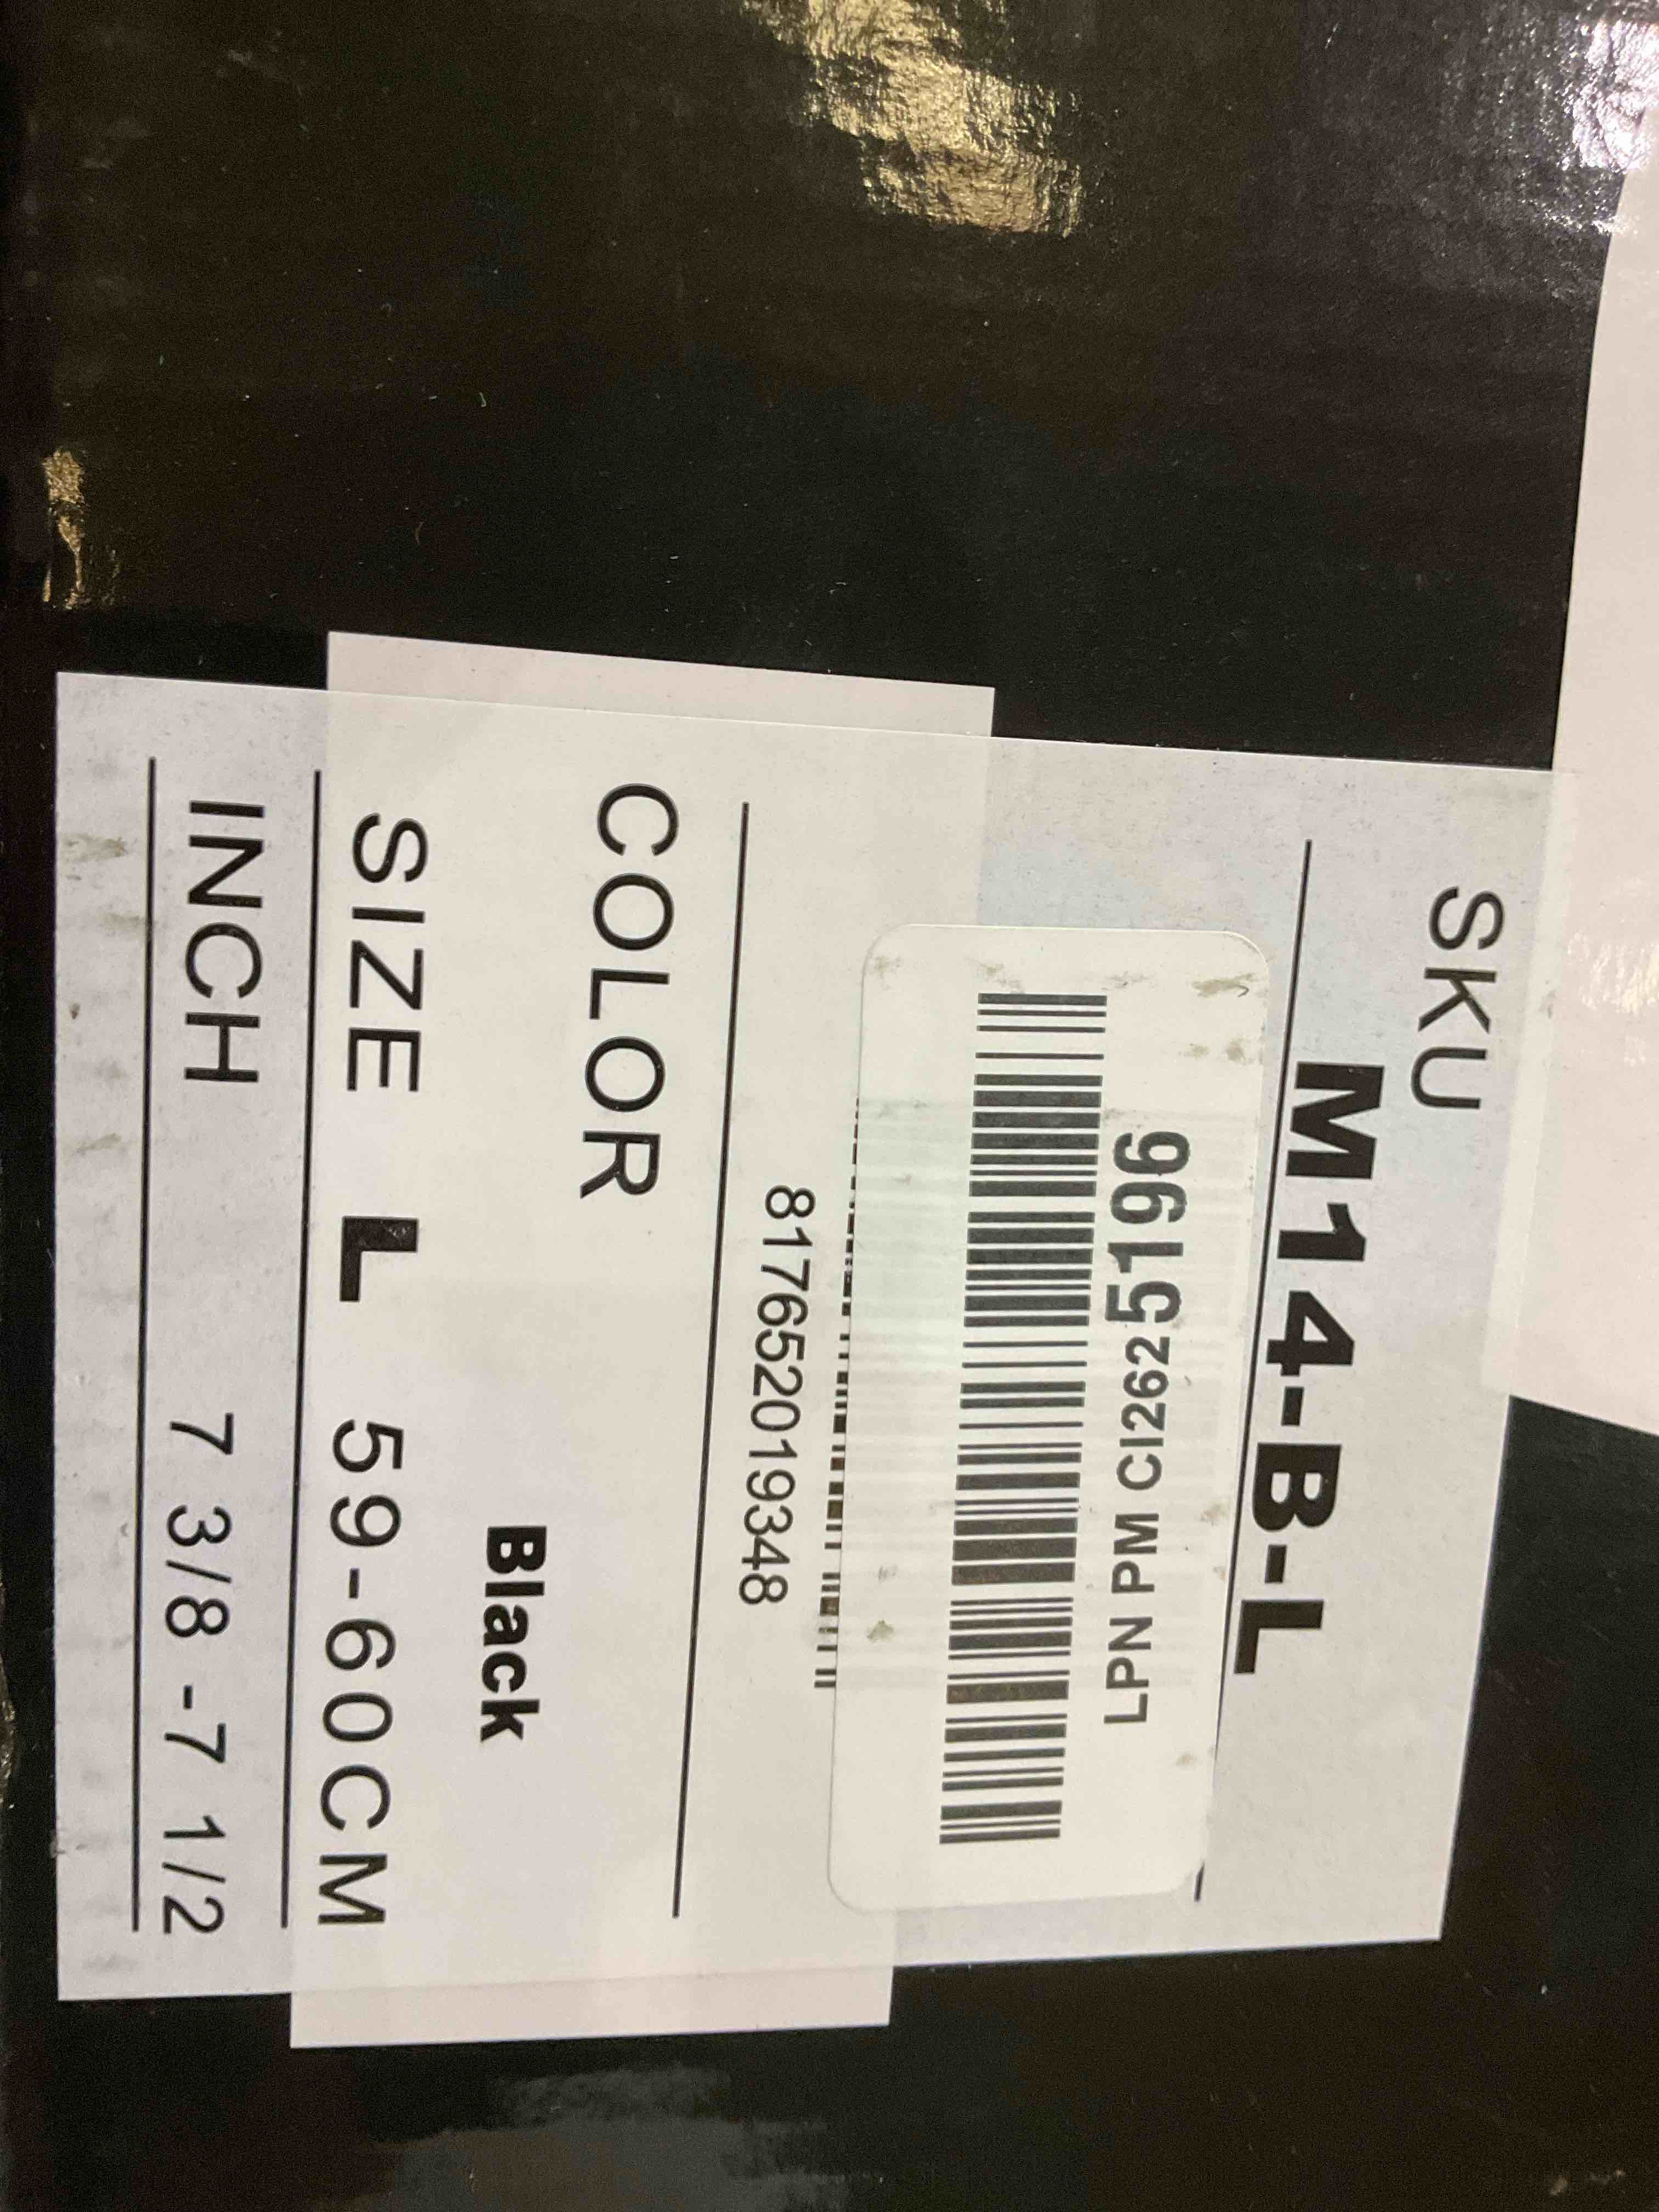 SKU
M14-B-L
LPN PM CI2625196
817652019348
COLOR
Black
SIZE L 59-60CM
INCH 7 3/8 -7 1/2